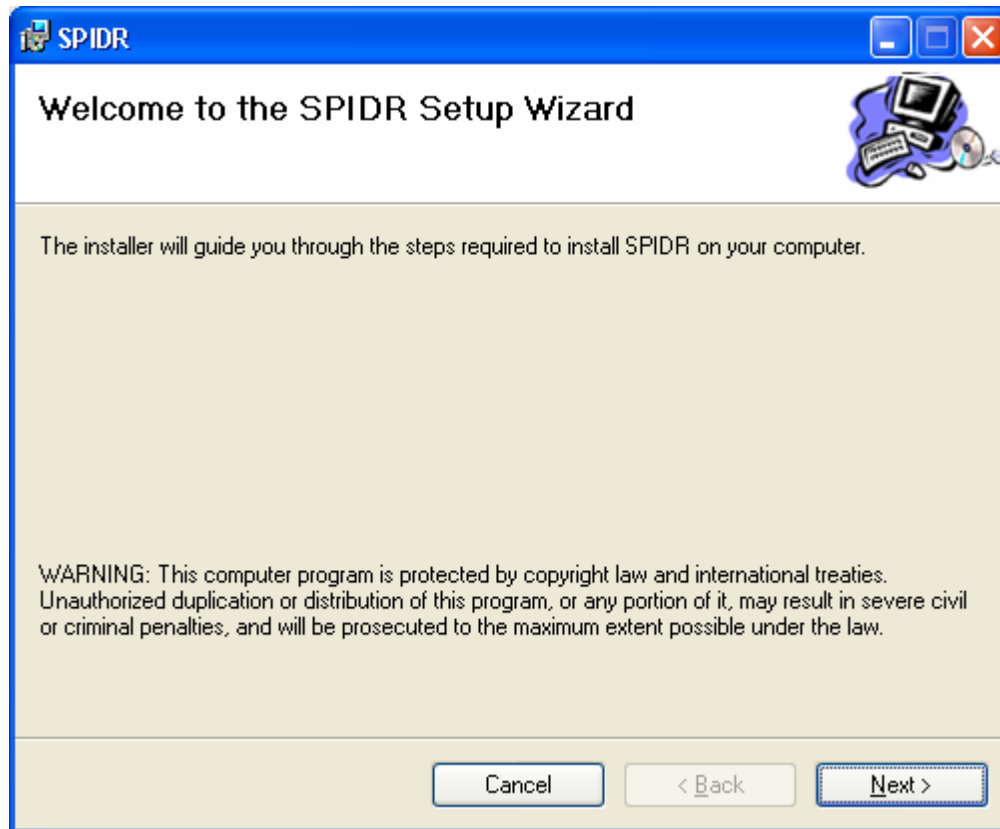 SPIDR
Welcome to the SPIDR Setup Wizard
The installer will guide you through the steps required to install SPIDR on your computer.
WARNING: This computer program is protected by copyright law and international treaties.
Unauthorized duplication or distribution of this program, or any portion of it, may result in severe civil
or criminal penalties, and will be prosecuted to the maximum extent possible under the law.
Cancel < Back Next >